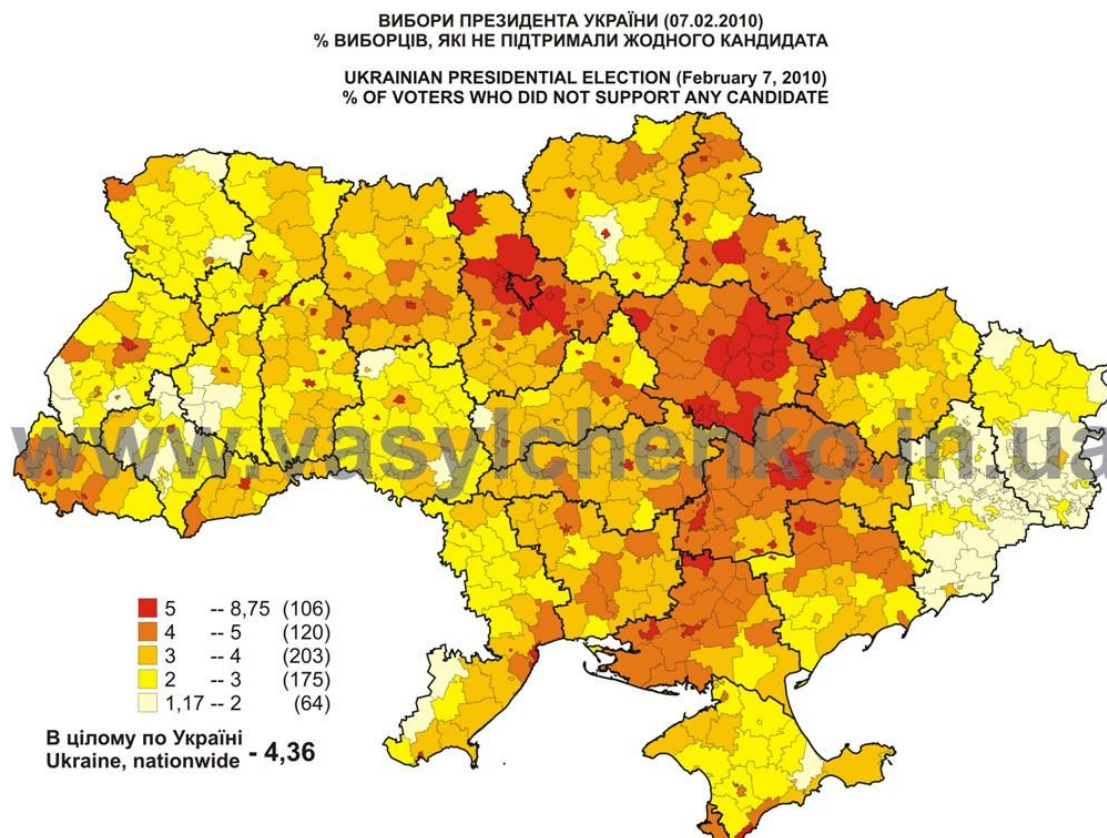 ВИБОРИ ПРЕЗИДЕНТА УКРАЇНИ (07.02.2010)
% ВИБОРЦІВ, ЯКІ НЕ ПІДТРИМАЛИ ЖОДНОГО КАНДИДАТА
UKRAINIAN PRESIDENTIAL ELECTION (February 7, 2010)
% OF VOTERS WHO DID NOT SUPPORT ANY CANDIDATE
www.vasylchenko.in.ua
5 -- 8,75 (106)
4 -- 5 (120)
3 -- 4 (203)
2 -- 3 (175)
1,17 -- 2 (64)
В цілому по Україні
Ukraine, nationwide - 4,36